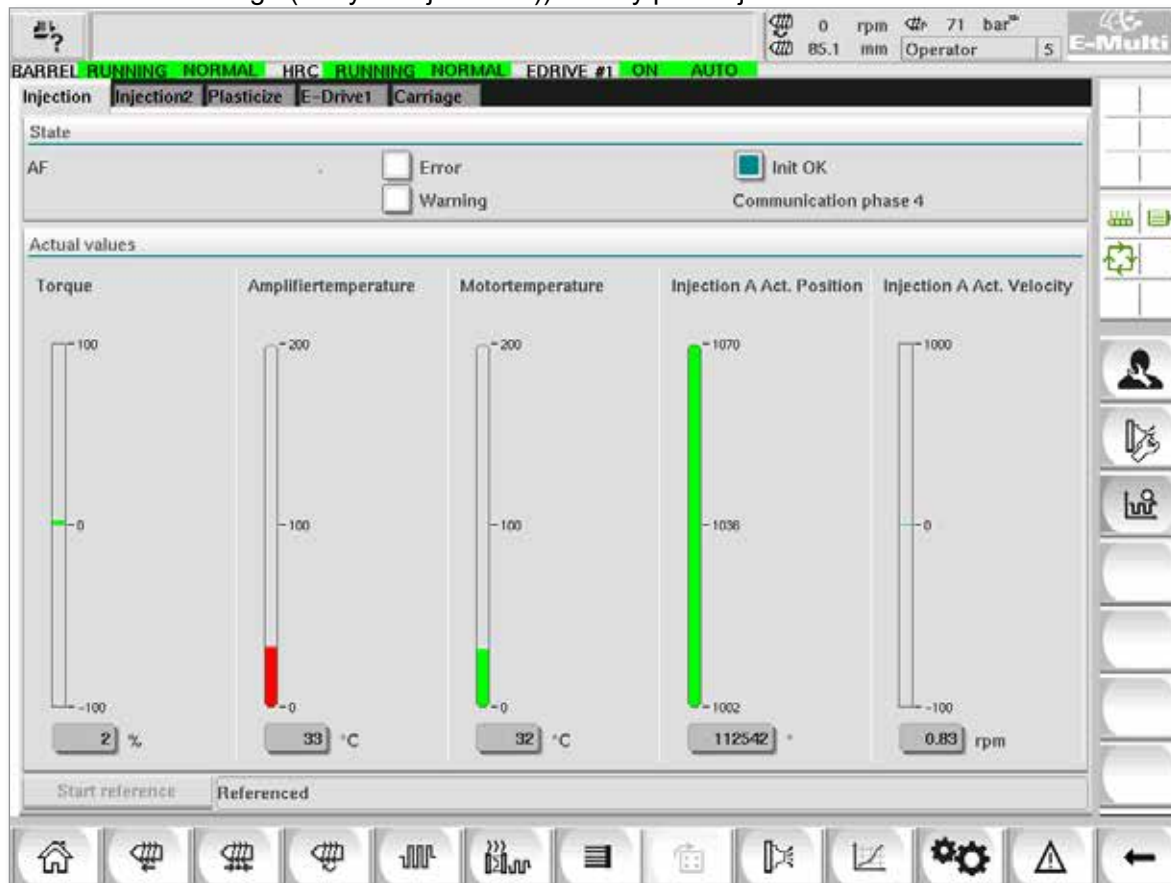 0 rpm 71 bar
85.1 mm Operator 5
E-Multi
BARREL RUNNING NORMAL HRC RUNNING NORMAL EDRIVE #1 ON AUTO
Injection Injection2 Plasticize E-Drive1 Carriage
State
AF Error Init OK
Warning Communication phase 4
Actual values
Torque Amplifiertemperature Motortemperature Injection A Act. Position Injection A Act. Velocity
100 200 200 1070 1000
0 100 100 1036 0
-100 0 0 1002 -100
2 % 33 °C 32 °C 112542 ° 0.83 rpm
Start reference Referenced